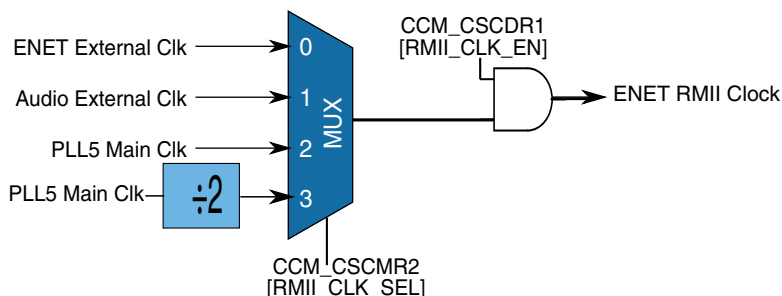 CCM_CSCDR1
[RMII_CLK_EN]
ENET External Clk
0
Audio External Clk
1
ENET RMII Clock
MUX
PLL5 Main Clk
2
PLL5 Main Clk
÷2
3
CCM_CSCMR2
[RMII_CLK_SEL]